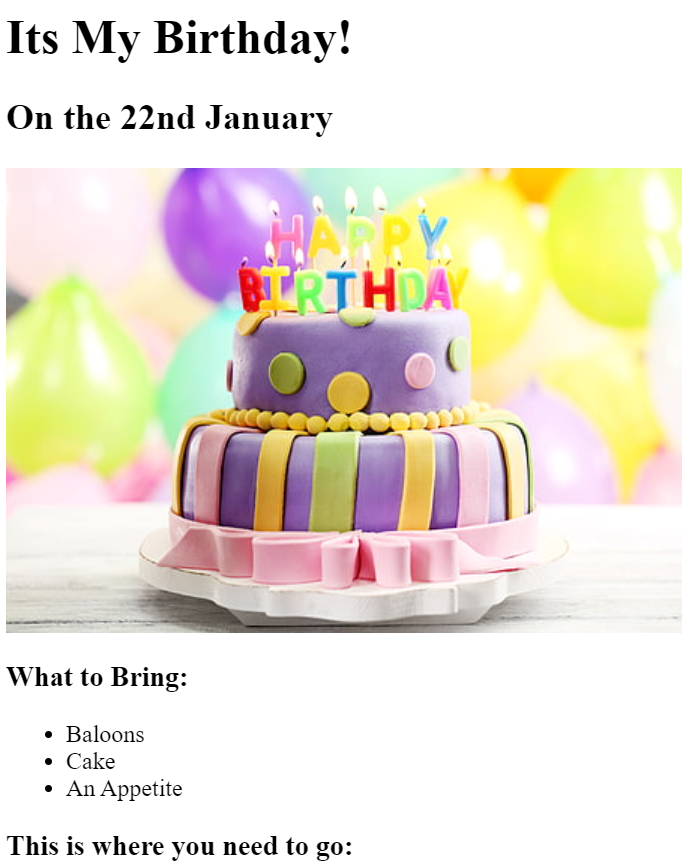 Its My Birthday!
On the 22nd January
HAPPY
BIRTHDAY
What to Bring:
Baloons
Cake
An Appetite
This is where you need to go: